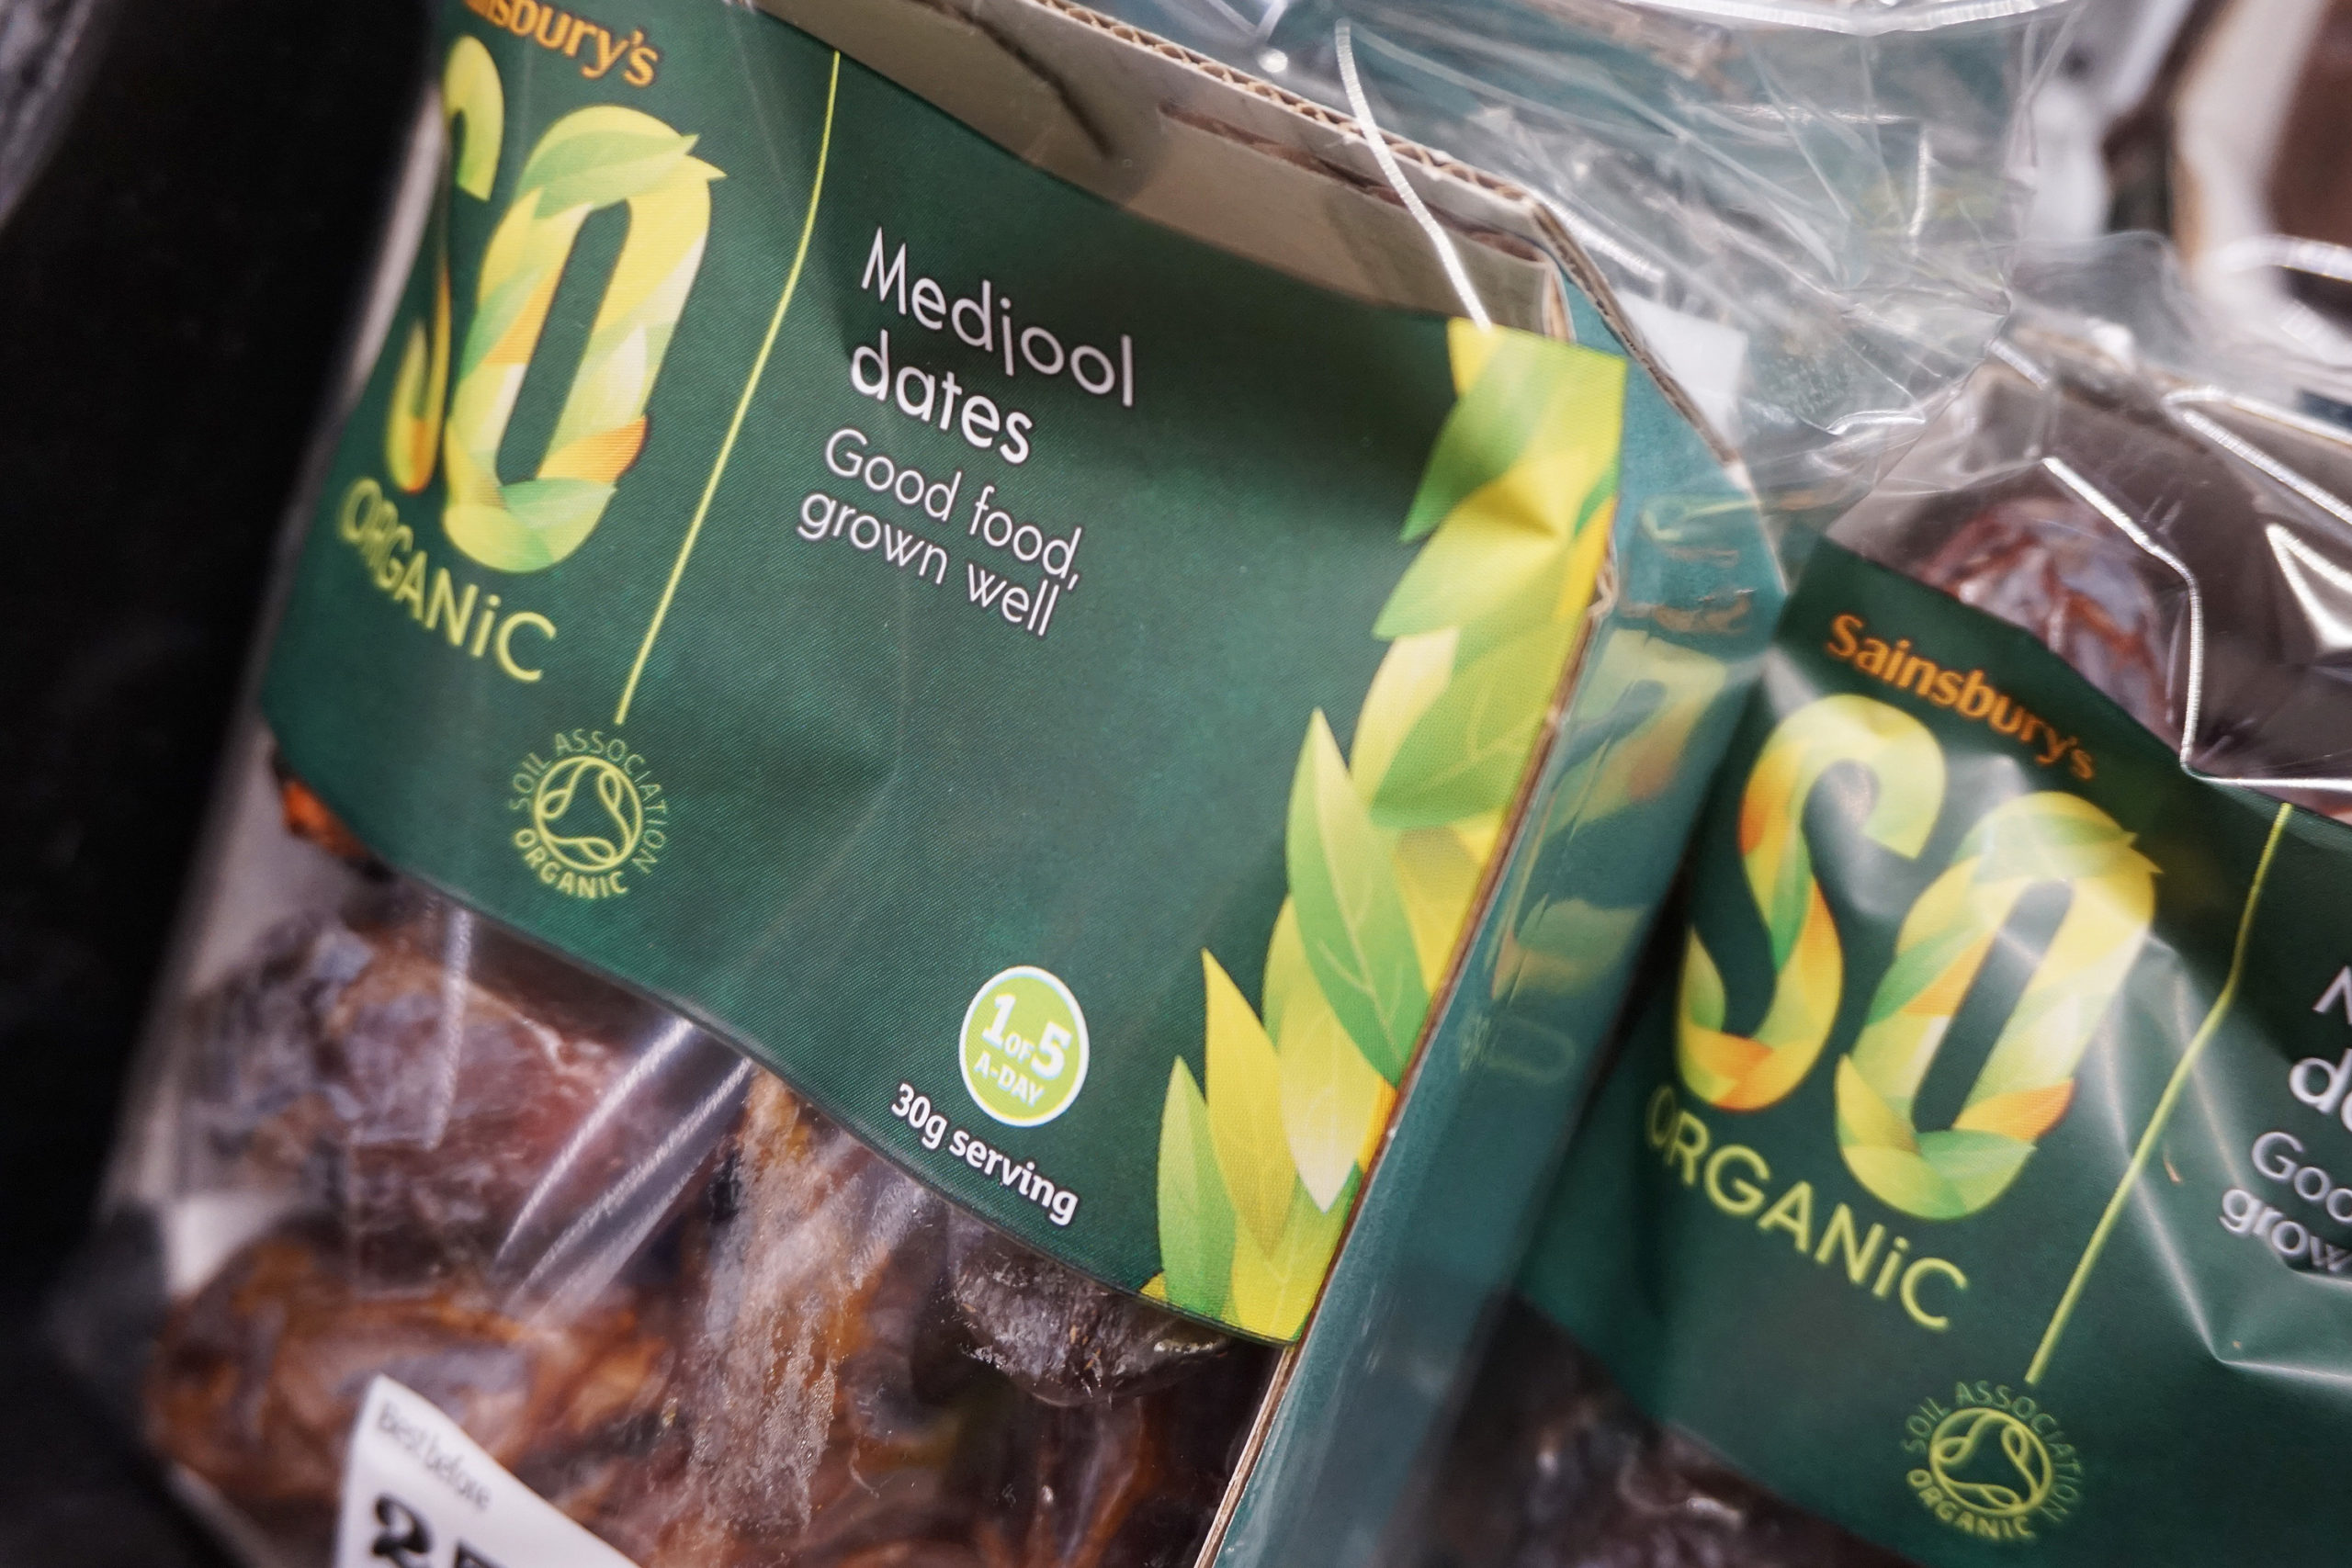 Sainsbury's
SO
ORGANiC
Medjool
dates
Good food,
grown well
SOIL ASSOCIATION
ORGANIC
1 OF 5
A-DAY
30g serving
Best before
Sainsbury's
SO
ORGANiC
SOIL ASSOCIATION
ORGANIC